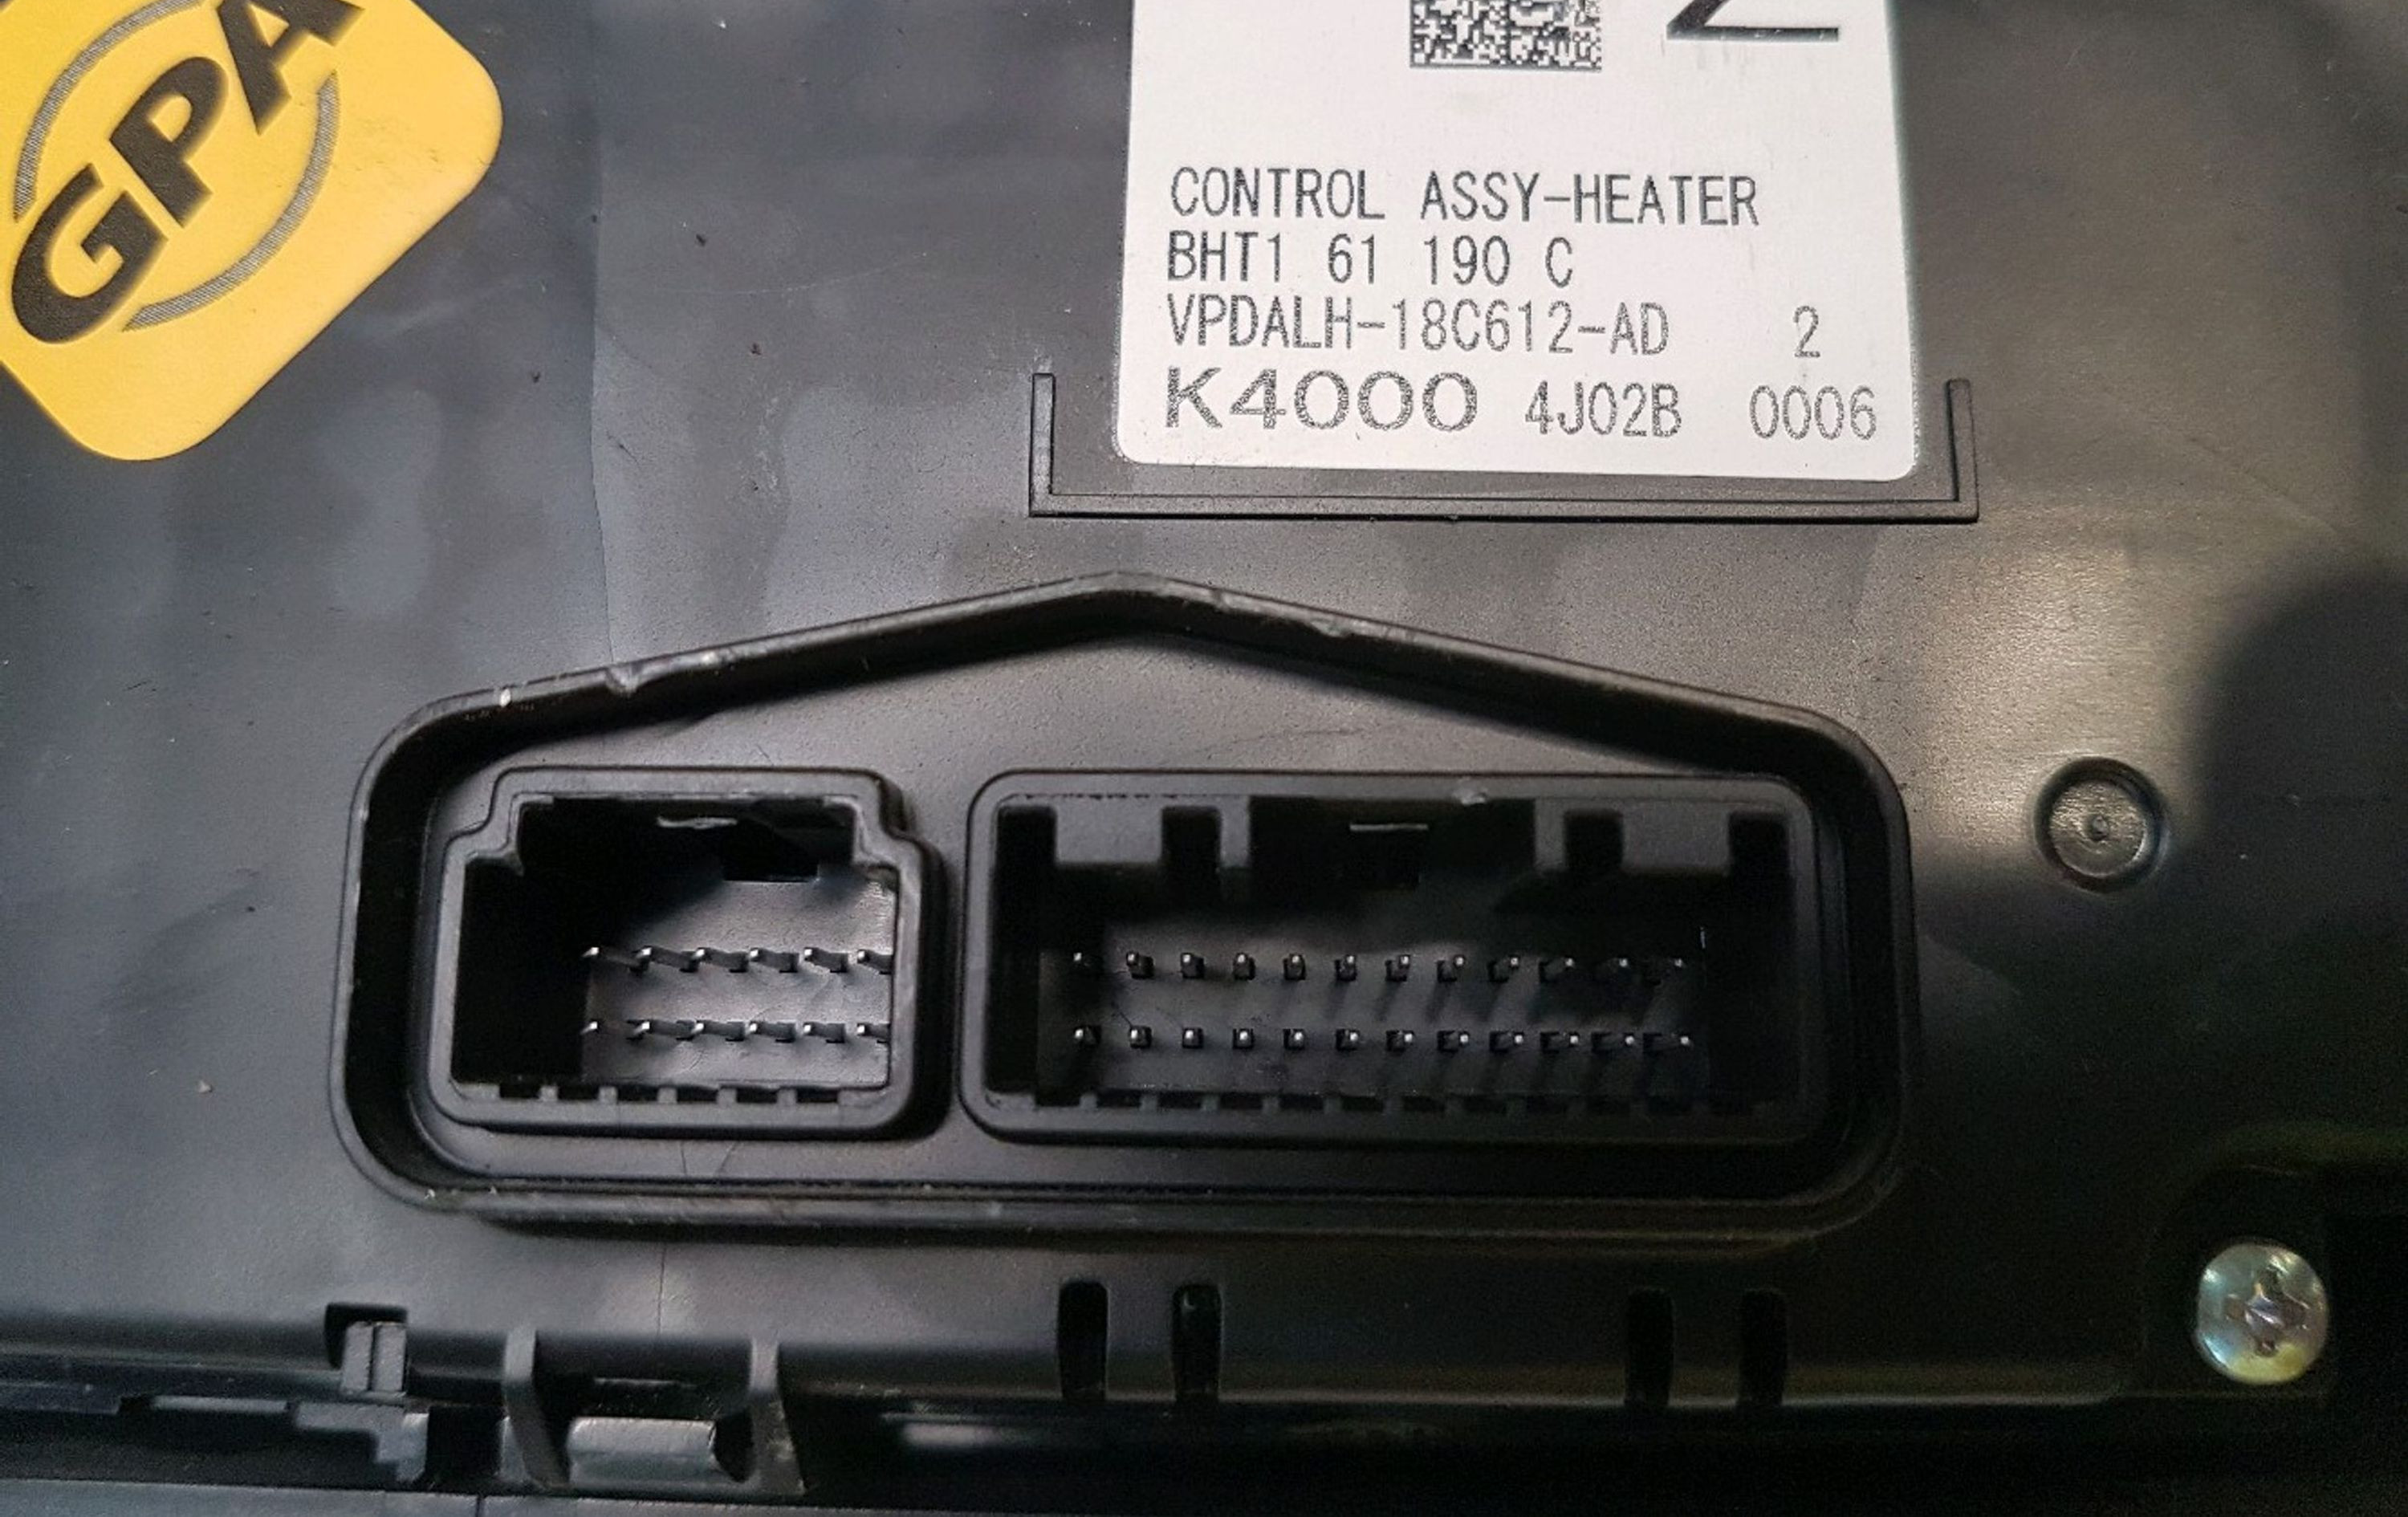 GPA
CONTROL ASSY-HEATER
BHT1 61 190 C
VPDALH-18C612-AD 2
K4000 4J02B 0006